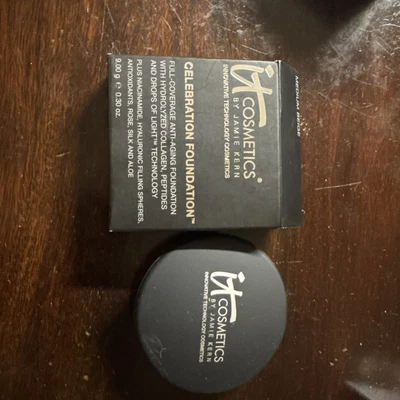 MEDIUM BEIGE
iT
COSMETICS®
BY JAMIE KERN
INNOVATIVE TECHNOLOGY COSMETICS
CELEBRATION FOUNDATION™
FULL-COVERAGE ANTI-AGING FOUNDATION
WITH HYDROLYZED COLLAGEN, PEPTIDES
AND DROPS OF LIGHT™ TECHNOLOGY
PLUS NIACINAMIDE, HYALURONIC FILLING SPHERES,
ANTIOXIDANTS, ROSE, SILK AND ALOE
9.00 g ℮ 0.30 oz.
iT
COSMETICS
BY JAMIE KERN
INNOVATIVE TECHNOLOGY COSMETICS